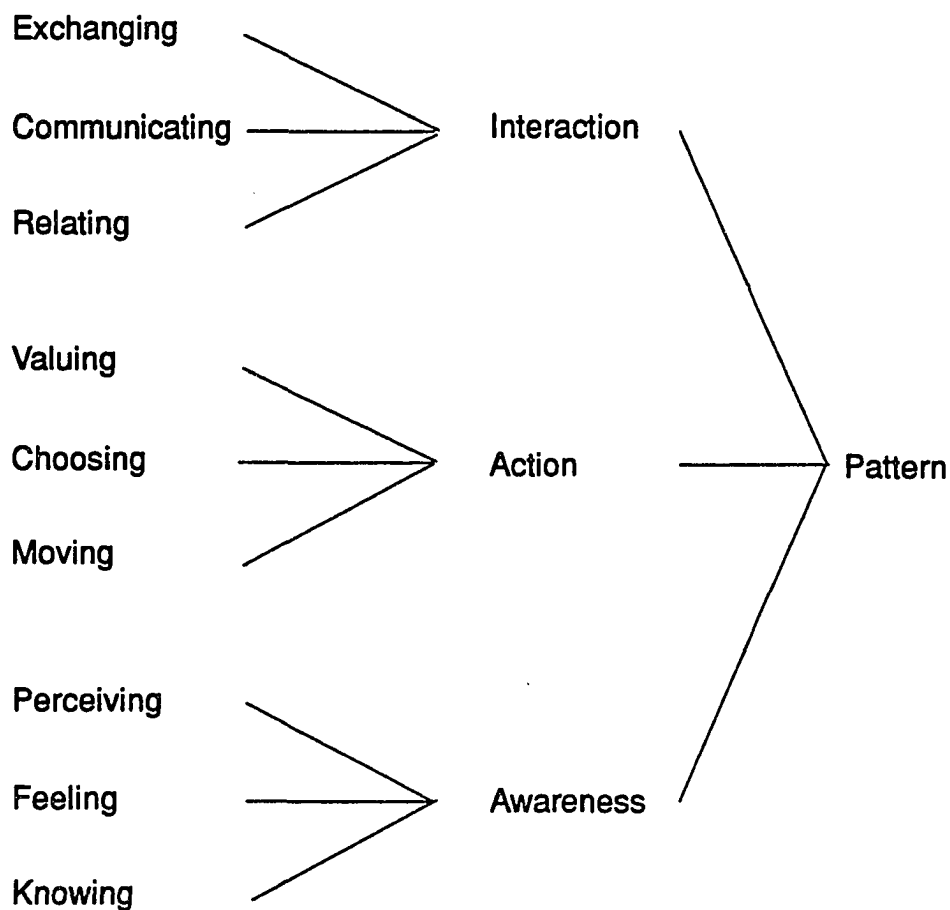 Exchanging
Communicating
Relating
Interaction
Valuing
Choosing
Moving
Action
Pattern
Perceiving
Feeling
Knowing
Awareness